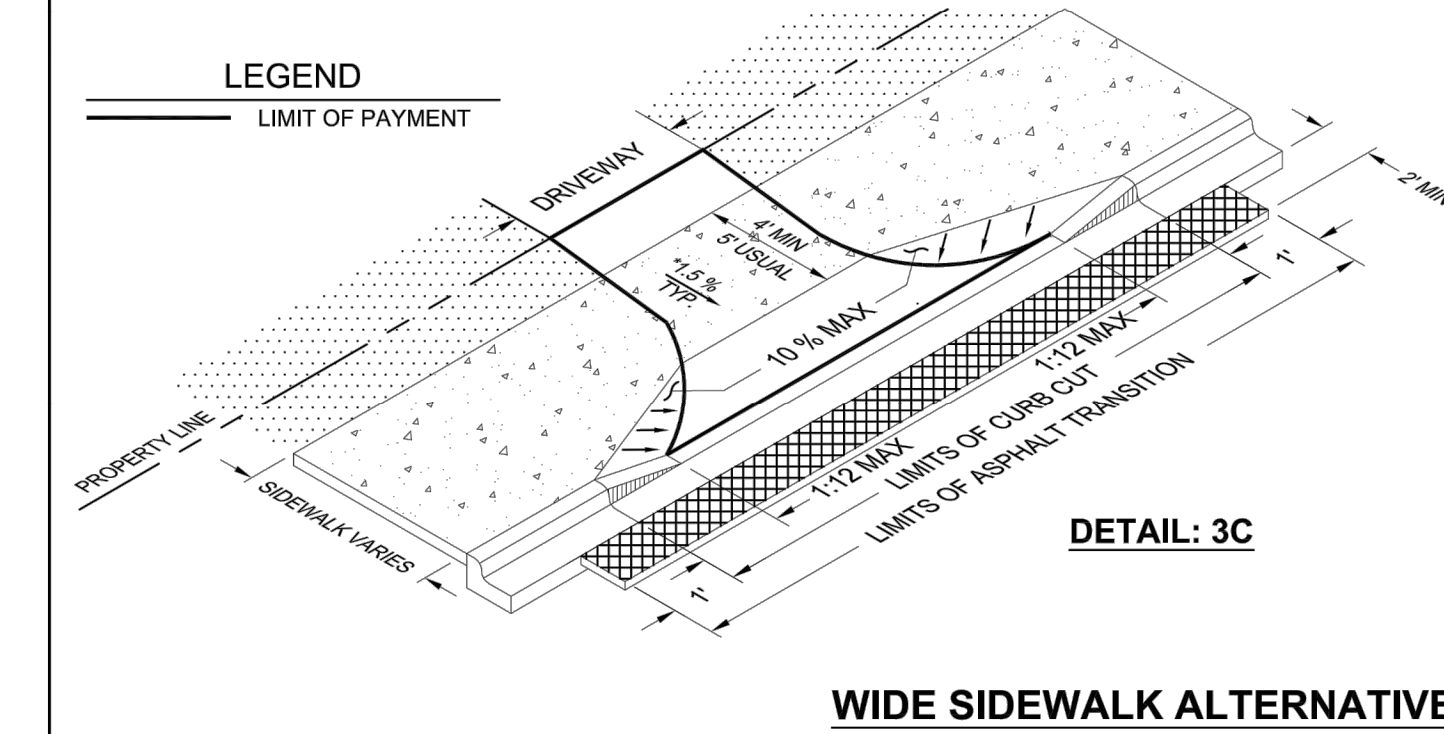 LEGEND
LIMIT OF PAYMENT
DRIVEWAY
4' MIN
5' USUAL
*1.5 %
TYP.
10 % MAX
2' MIN
1'
1:12 MAX
1:12 MAX
LIMITS OF CURB CUT
LIMITS OF ASPHALT TRANSITION
1'
PROPERTY LINE
SIDEWALK VARIES
DETAIL: 3C
WIDE SIDEWALK ALTERNATIVE